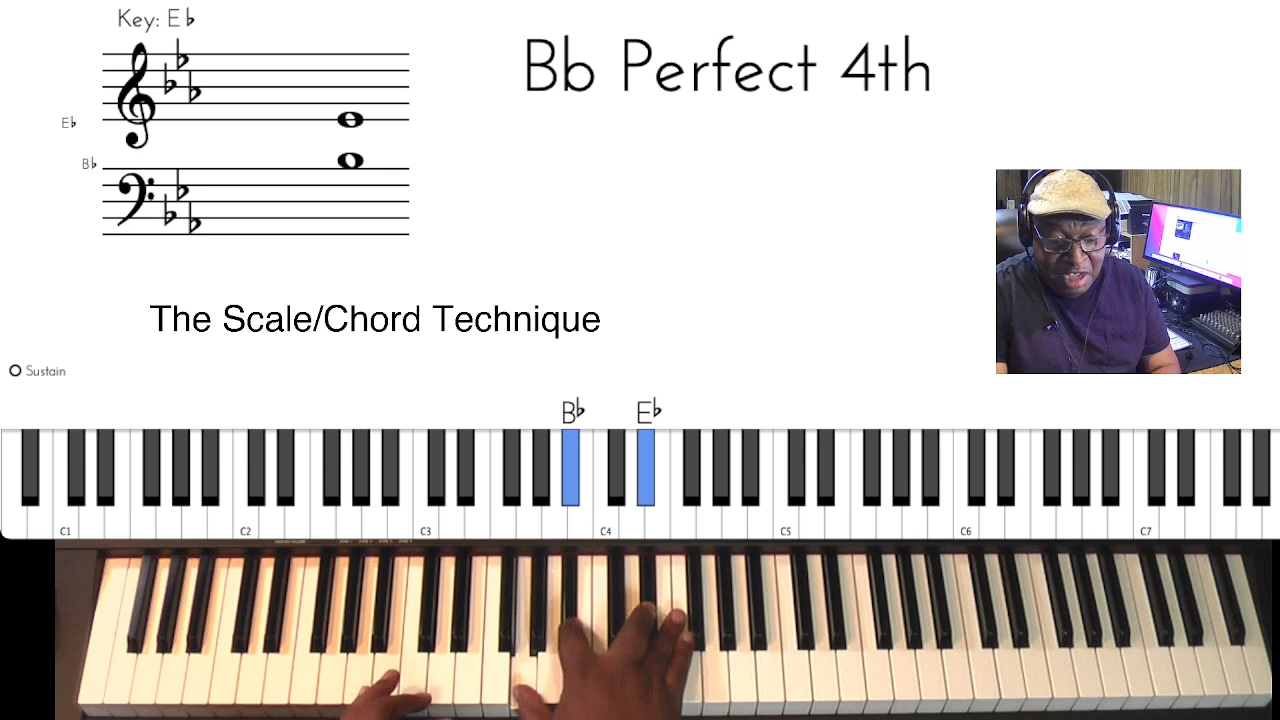 Key: E♭
Bb Perfect 4th
E♭
B♭
The Scale/Chord Technique
Sustain
B♭ E♭
C1 C2 C3 C4 C5 C6 C7